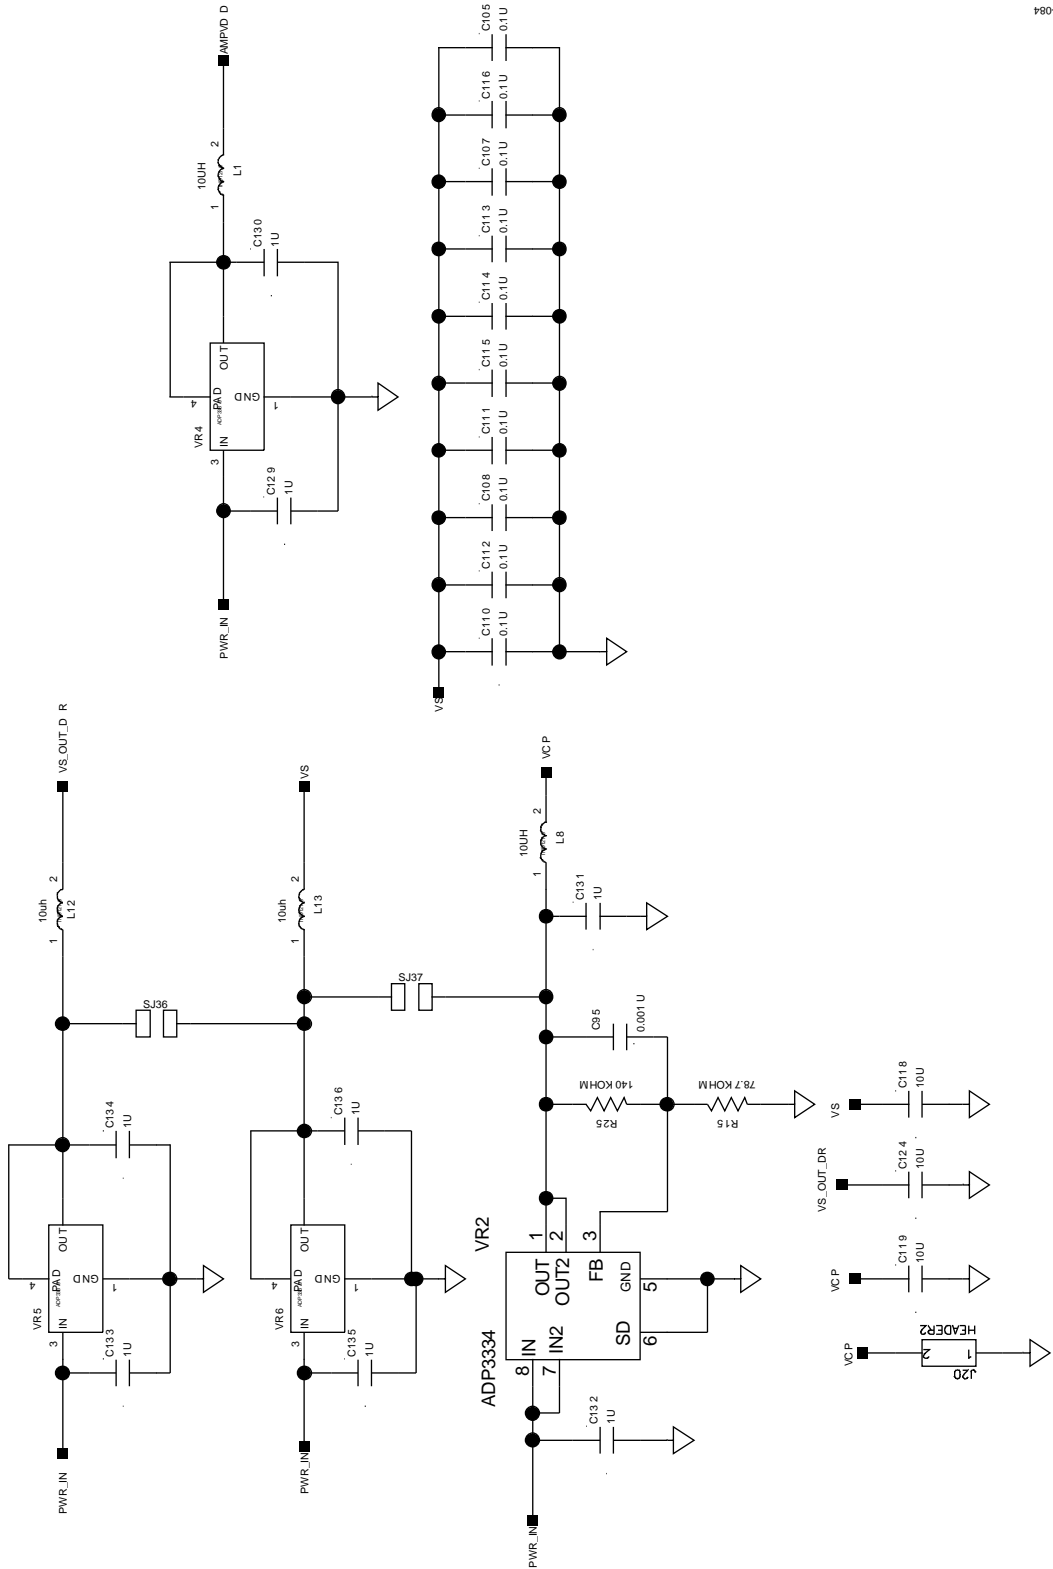 084
AMPVDD
2
10UH
L1
1
C130
1U
OUT
4
PAD
GND
1
VR4
IN
3
C129
1U
PWR_IN
C105
0.1U
C116
0.1U
C107
0.1U
C113
0.1U
C114
0.1U
C115
0.1U
C111
0.1U
C108
0.1U
C112
0.1U
C110
0.1U
VS
VS_OUT_DR
2
10uh
L12
1
SJ36
C134
1U
OUT
4
PAD
GND
1
VR5
IN
3
C133
1U
PWR_IN
VS
2
10uh
L13
1
SJ37
C136
1U
OUT
4
PAD
GND
1
VR6
IN
3
C135
1U
PWR_IN
VCP
2
10UH
L8
1
C131
1U
C95
0.001U
140 KOHM
R25
78.7 KOHM
R15
VR2
ADP3334
1
2
3
OUT
OUT2
FB
GND
5
SD
6
IN
8
IN2
7
C132
1U
PWR_IN
VS
C118
10U
VS_OUT_DR
C124
10U
VCP
C119
10U
VCP
HEADER2
2
1
J20